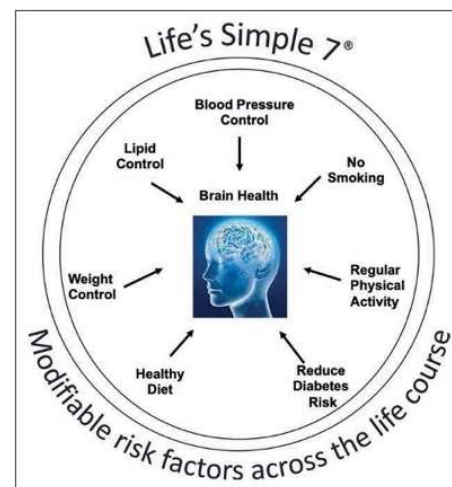 Life's Simple 7®
Blood Pressure
Control
Lipid
Control
No
Smoking
Brain Health
Weight
Control
Regular
Physical
Activity
Healthy
Diet
Reduce
Diabetes
Risk
Modifiable risk factors across the life course